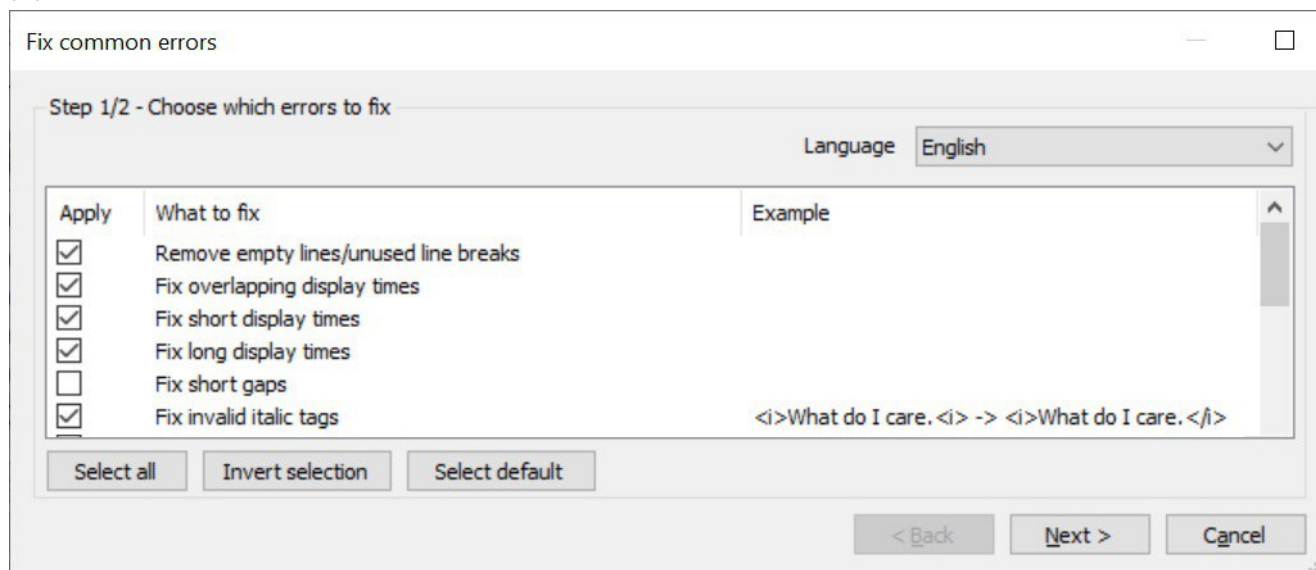 Fix common errors
Step 1/2 - Choose which errors to fix
Language English
Apply What to fix Example
Remove empty lines/unused line breaks
Fix overlapping display times
Fix short display times
Fix long display times
Fix short gaps
Fix invalid italic tags <i>What do I care.<i> -> <i>What do I care.</i>
Select all Invert selection Select default
< Back Next > Cancel